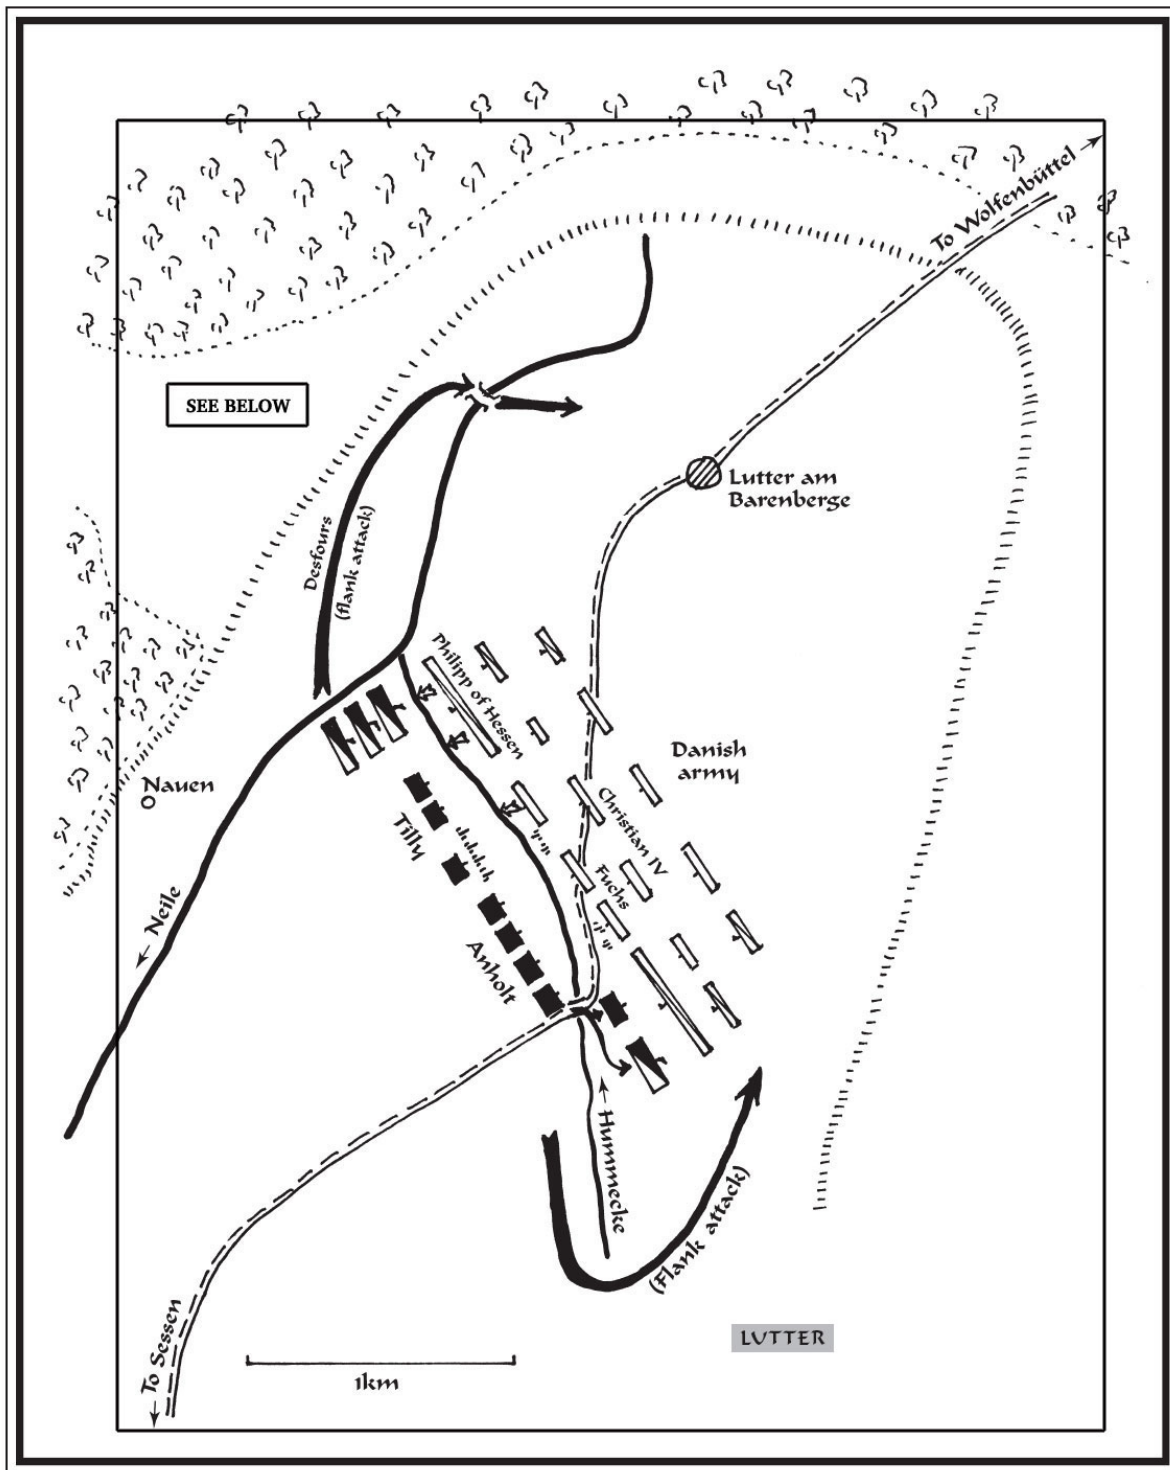 To Wolfenbüttel
SEE BELOW
Lutter am
Barenberge
Desfours
(flank attack)
Philipp of Hessen
Danish
army
Nauen
Christian IV
Tilly
Fuchs
Neile
Anholt
Hummecke
(Flank attack)
LUTTER
To Sessen
1km